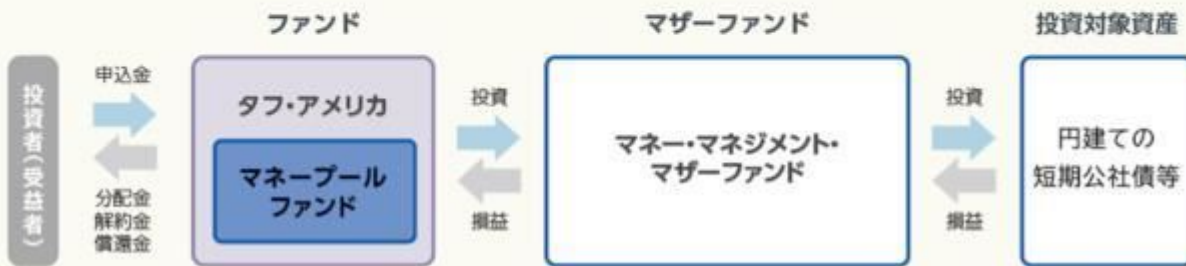 ファンド
マザーファンド
投資対象資産
投資者(受益者)
申込金
分配金
解約金
償還金
タフ・アメリカ
マネープール
ファンド
投資
損益
マネー・マネジメント・
マザーファンド
投資
損益
円建ての
短期公社債等